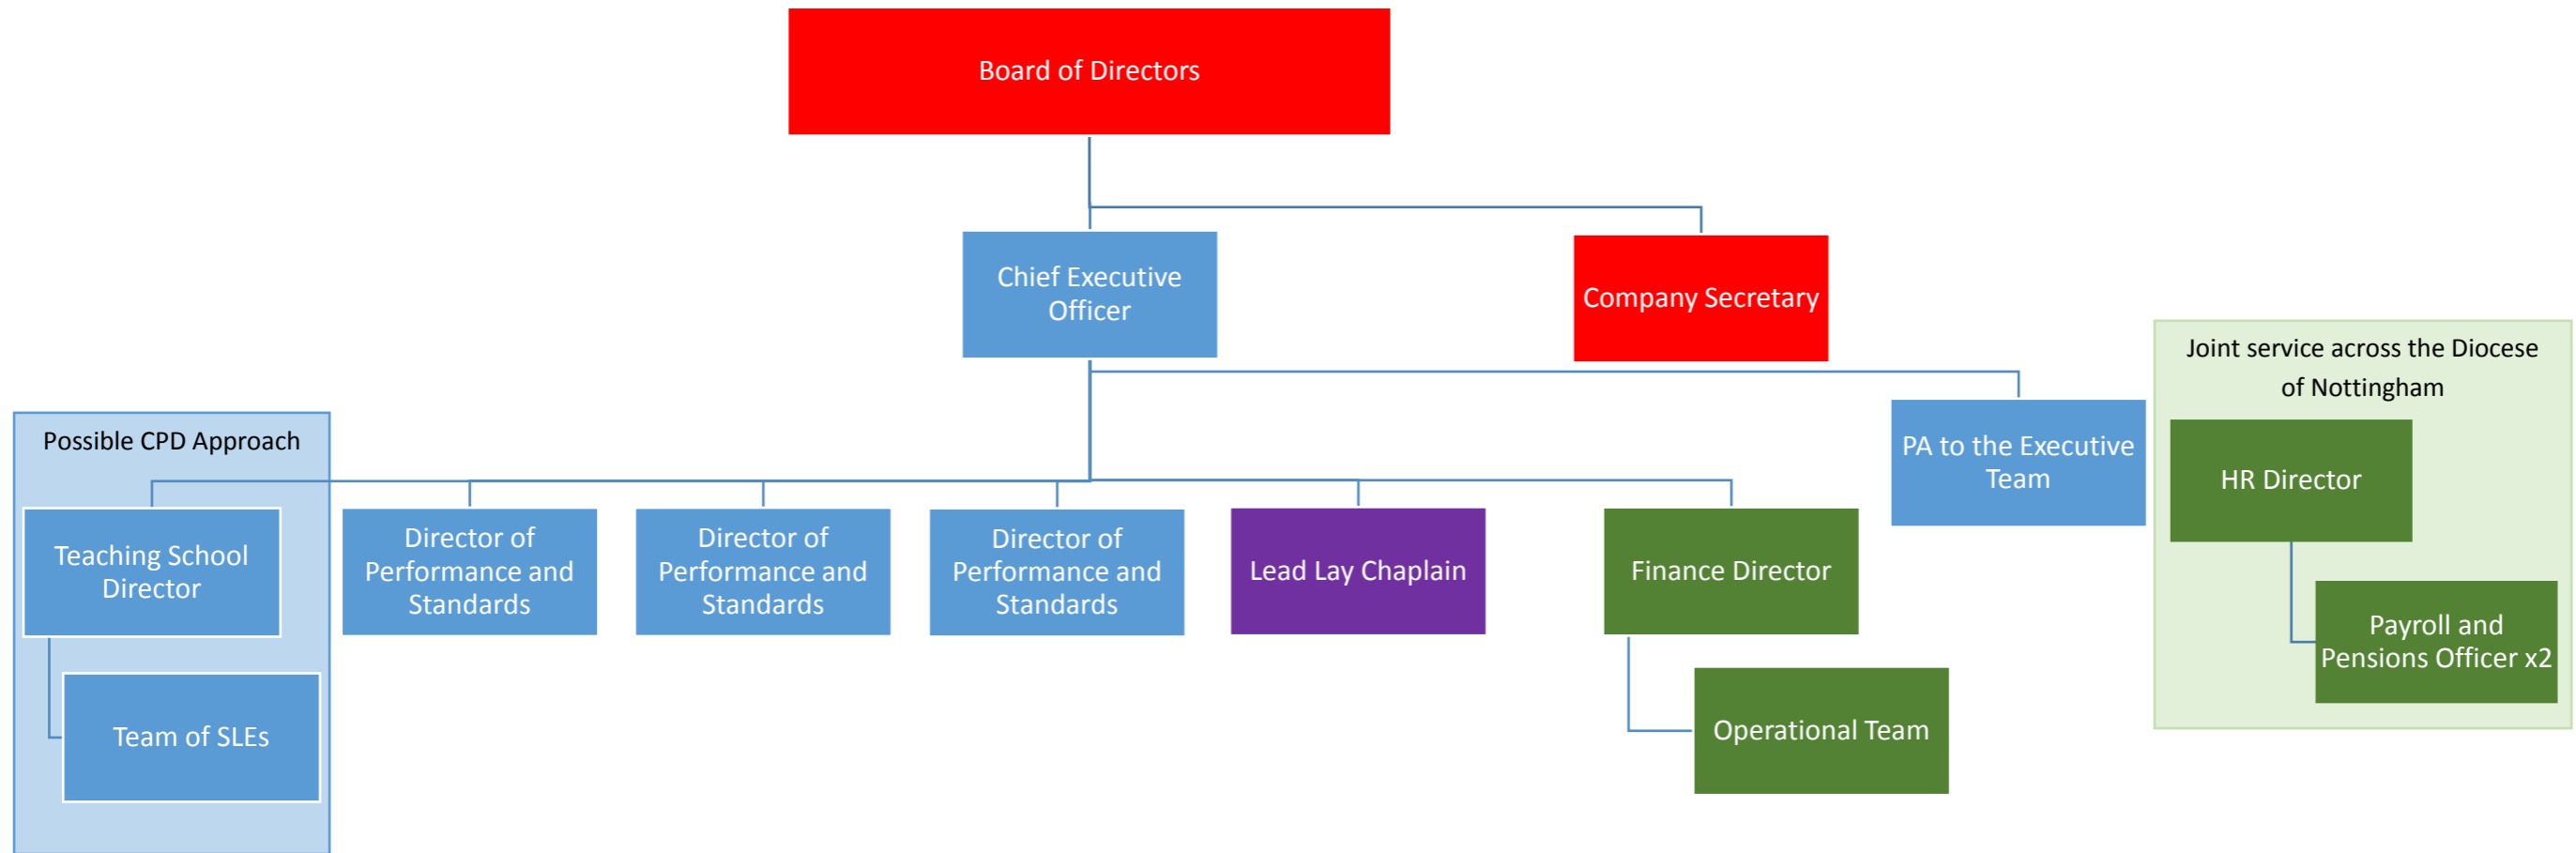 Board of Directors
Chief Executive
Officer
Company Secretary
Joint service across the Diocese
of Nottingham
Possible CPD Approach
PA to the Executive
Team
HR Director
Teaching School
Director
Director of
Performance and
Standards
Director of
Performance and
Standards
Director of
Performance and
Standards
Lead Lay Chaplain
Finance Director
Payroll and
Pensions Officer x2
Team of SLEs
Operational Team